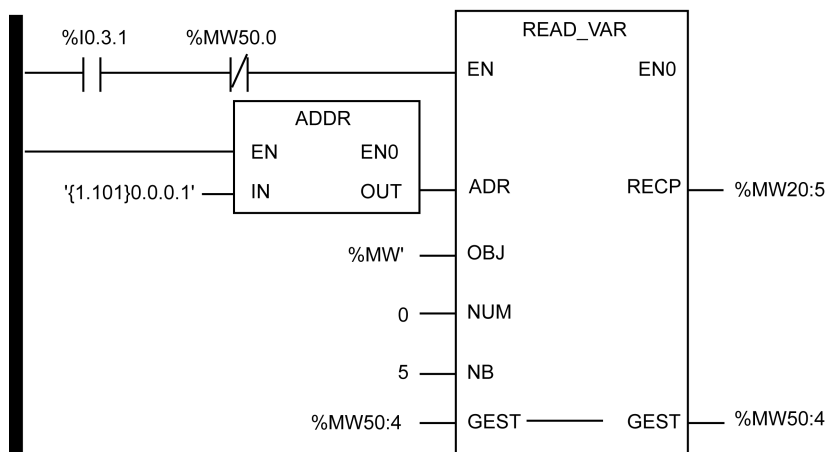 READ_VAR
%I0.3.1 %MW50.0
EN EN0
ADDR
EN EN0
'{1.101}0.0.0.1' IN OUT ADR RECP %MW20:5
%MW' OBJ
0 NUM
5 NB
%MW50:4 GEST GEST %MW50:4